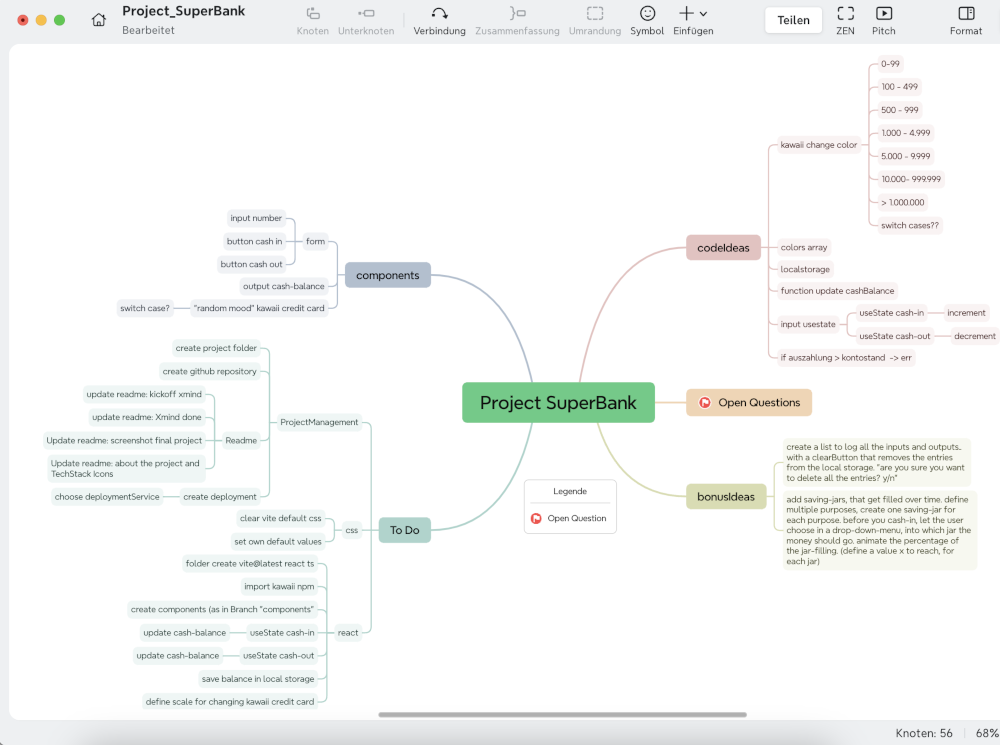 Project_SuperBank
Bearbeitet
Knoten
Unterknoten
Verbindung
Zusammenfassung
Umrandung
Symbol
Einfügen
Teilen
ZEN
Pitch
Format
0-99
100 - 499
500 - 999
1.000 - 4.999
kawaii change color
5.000 - 9.999
10.000- 999.999
> 1.000.000
switch cases??
codeIdeas
colors array
localstorage
function update cashBalance
useState cash-in
increment
input usestate
useState cash-out
decrement
if auszahlung > kontostand -> err
input number
button cash in
form
button cash out
components
output cash-balance
switch case?
"random mood" kawaii credit card
Project SuperBank
Open Questions
create project folder
create github repository
update readme: kickoff xmind
update readme: Xmind done
ProjectManagement
Update readme: screenshot final project
Readme
Update readme: about the project and
TechStack Icons
choose deploymentService
create deployment
clear vite default css
css
To Do
set own default values
folder create vite@latest react ts
import kawaii npm
create components (as in Branch "components"
update cash-balance
useState cash-in
react
update cash-balance
useState cash-out
save balance in local storage
define scale for changing kawaii credit card
Legende
Open Question
bonusIdeas
create a list to log all the inputs and outputs..
with a clearButton that removes the entries
from the local storage. "are you sure you want
to delete all the entries? y/n"
add saving-jars, that get filled over time. define
multiple purposes, create one saving-jar for
each purpose. before you cash-in, let the user
choose in a drop-down-menu, into which jar the
money should go. animate the percentage of
the jar-filling. (define a value x to reach, for
each jar)
Knoten: 56
68%